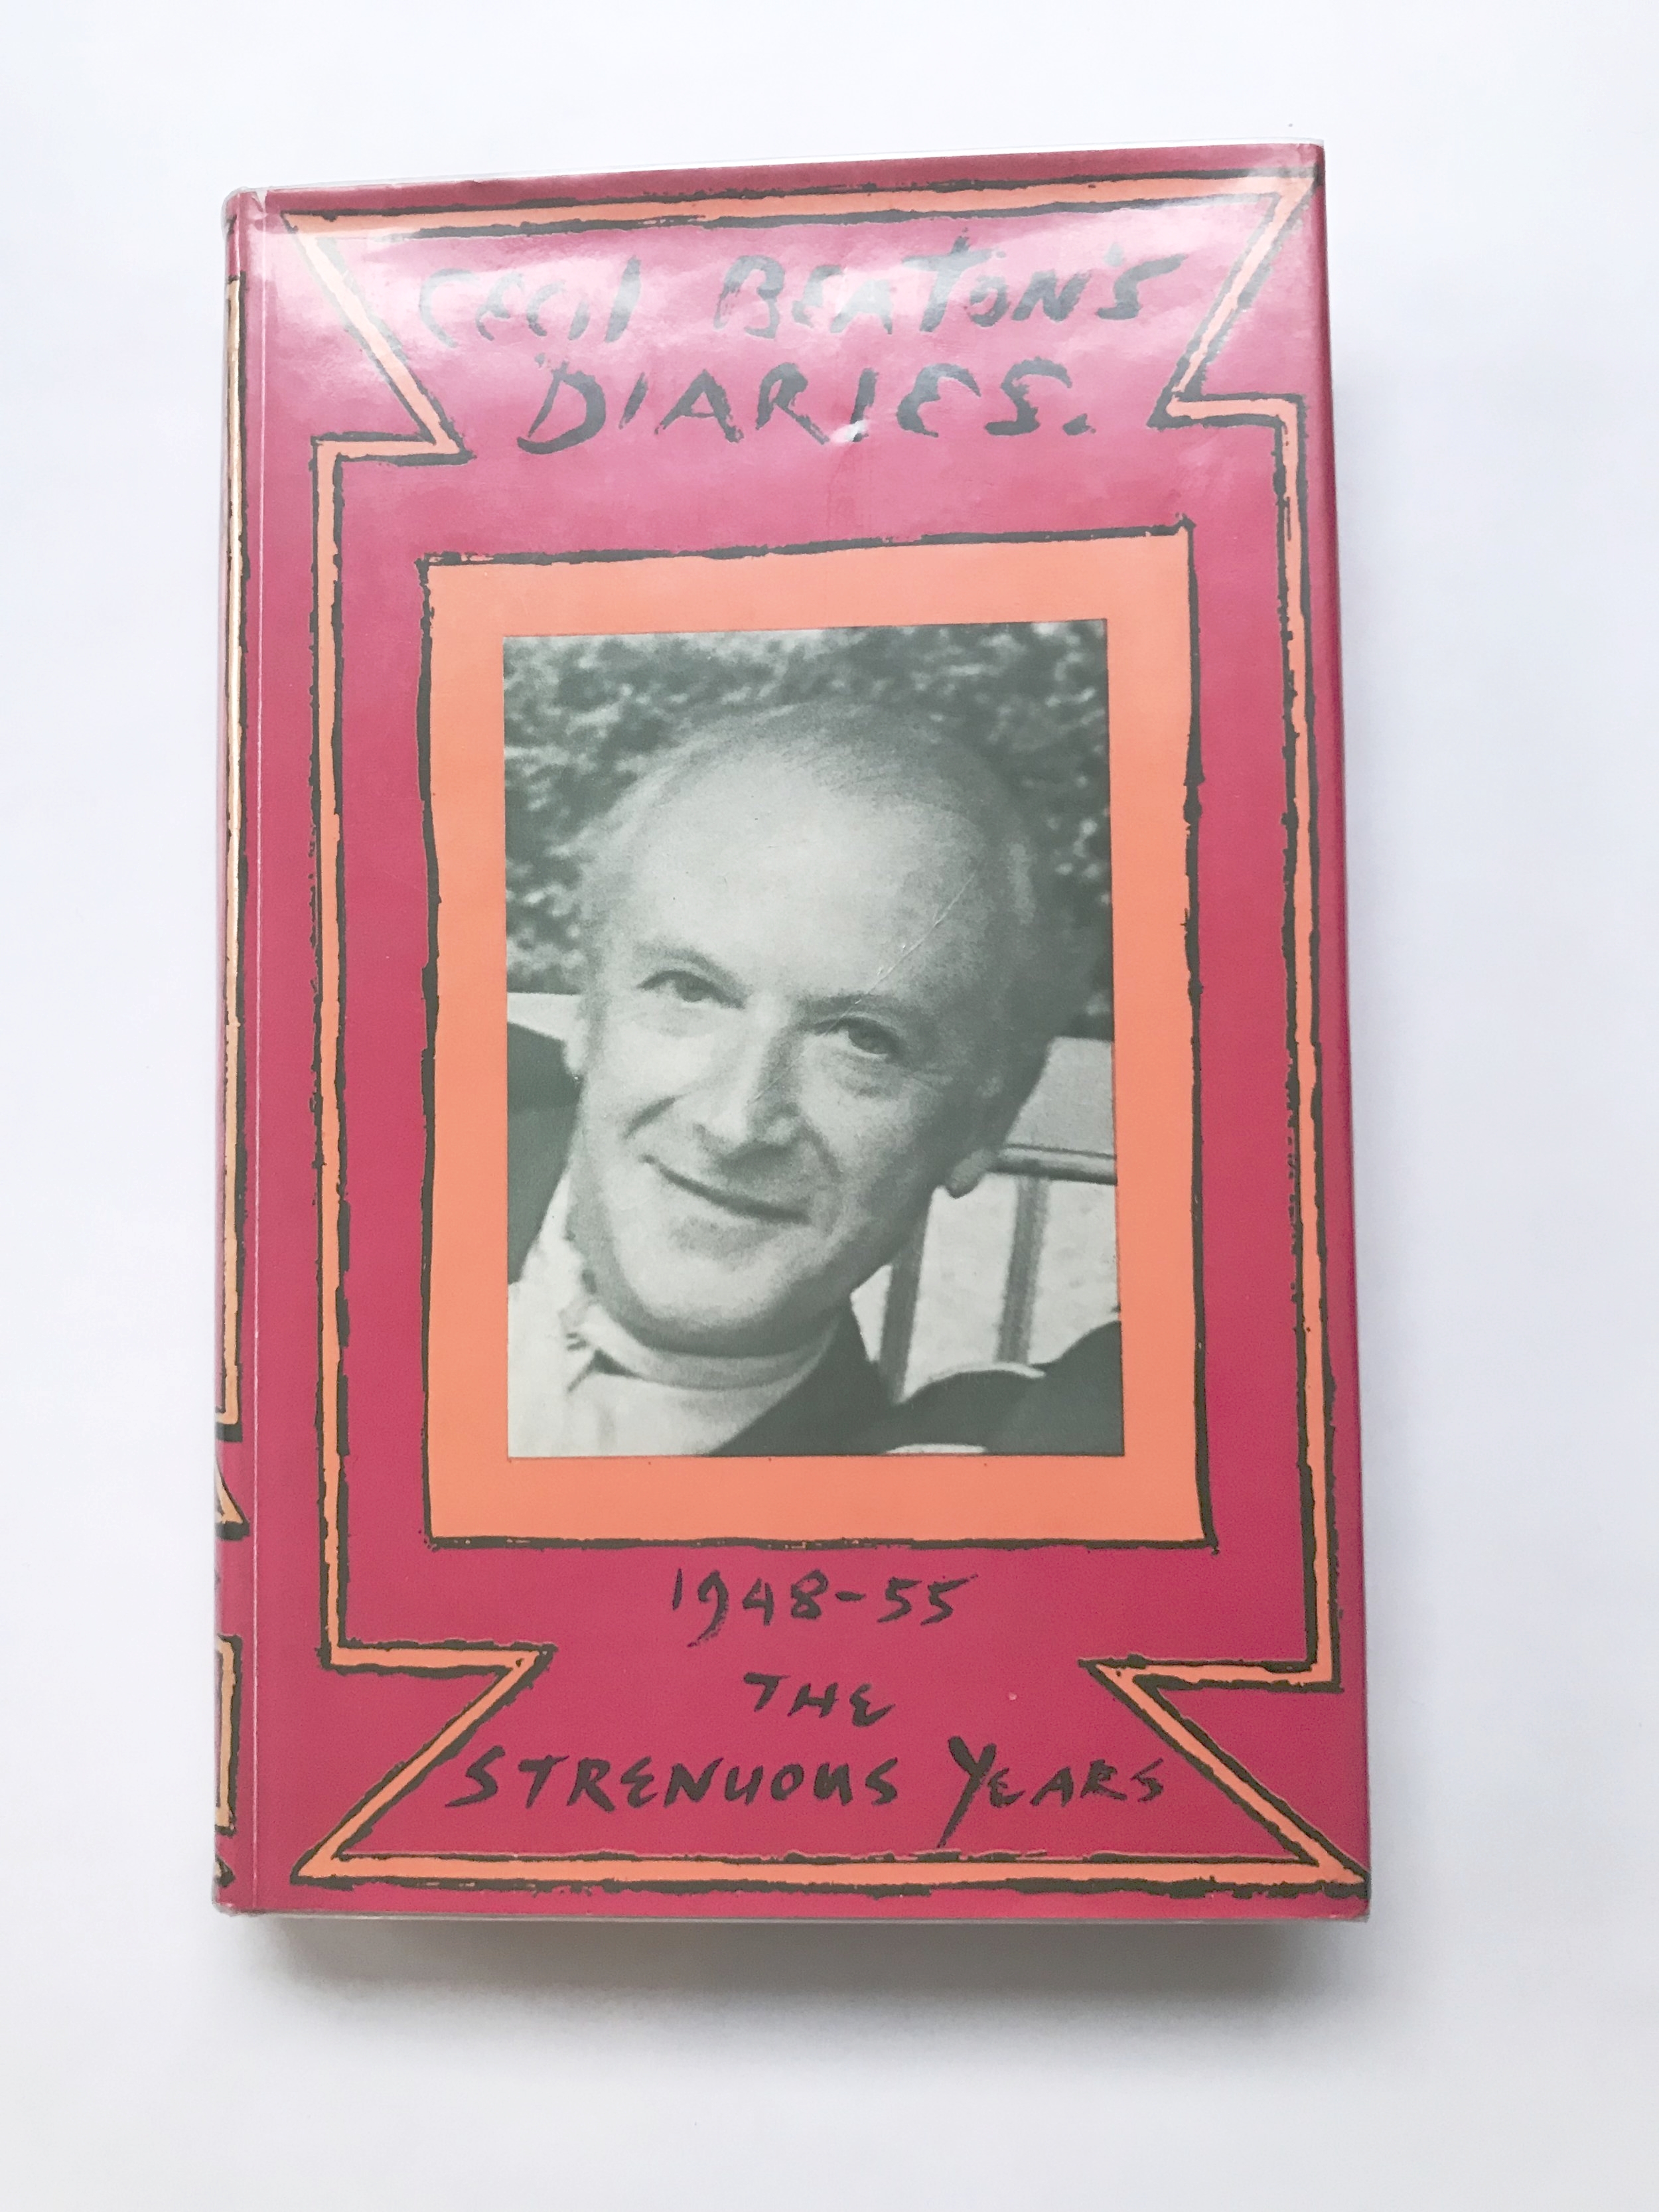 CECIL BEATON'S
DIARIES.
1948-55
THE
STRENUOUS YEARS